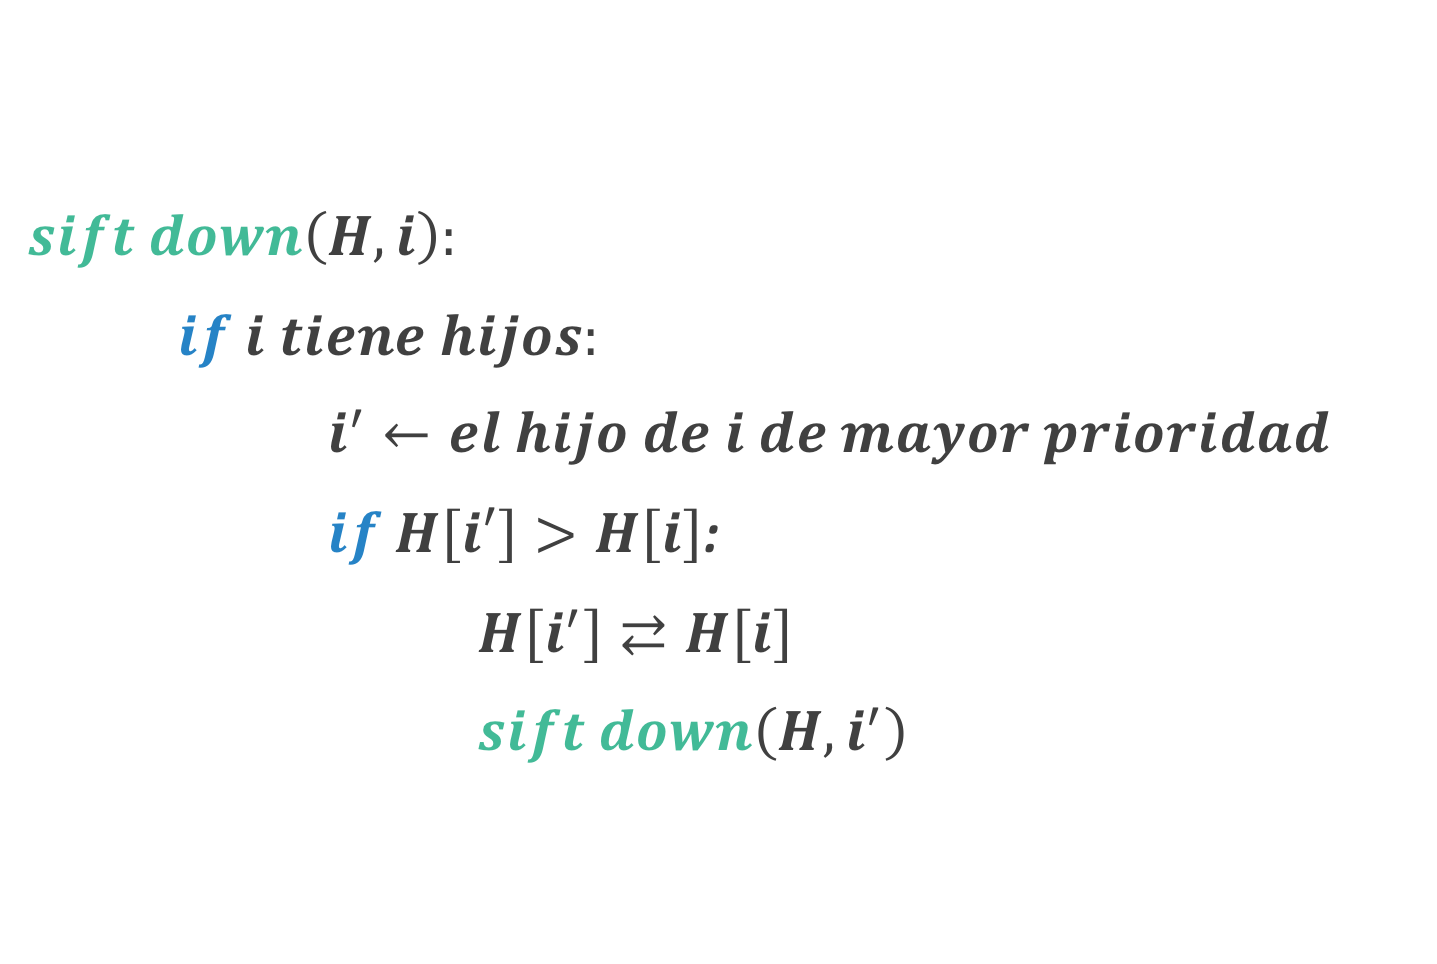 sift down(H, i):
if i tiene hijos:
i′ ← el hijo de i de mayor prioridad
if H[i′] > H[i]:
H[i′] ⇄ H[i]
sift down(H, i′)